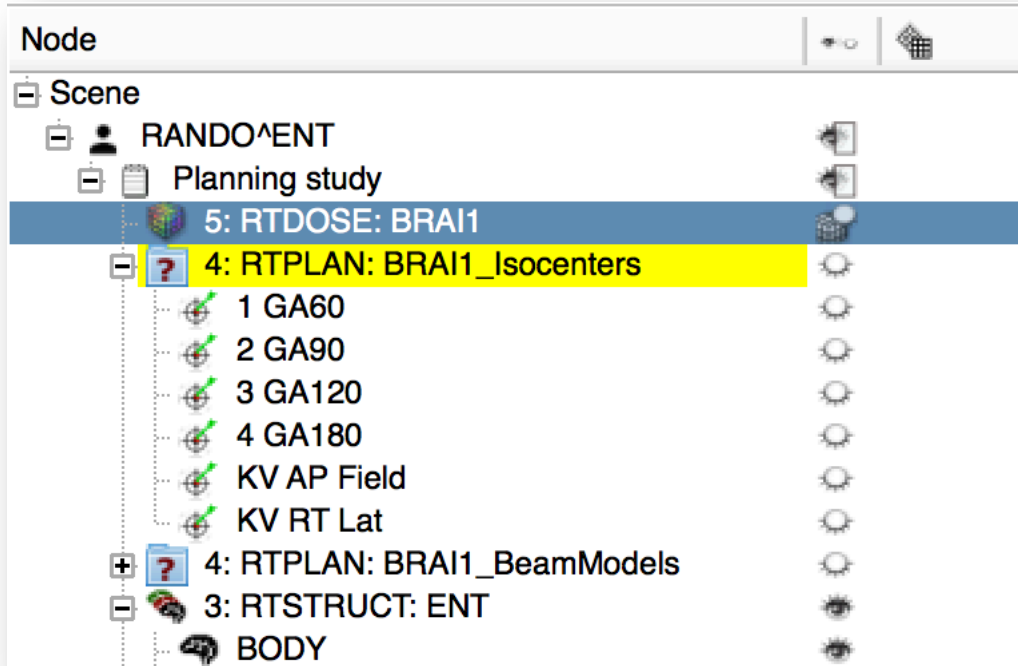 Node
Scene
RANDO^ENT
Planning study
5: RTDOSE: BRAI1
? 4: RTPLAN: BRAI1_Isocenters
1 GA60
2 GA90
3 GA120
4 GA180
KV AP Field
KV RT Lat
? 4: RTPLAN: BRAI1_BeamModels
3: RTSTRUCT: ENT
BODY